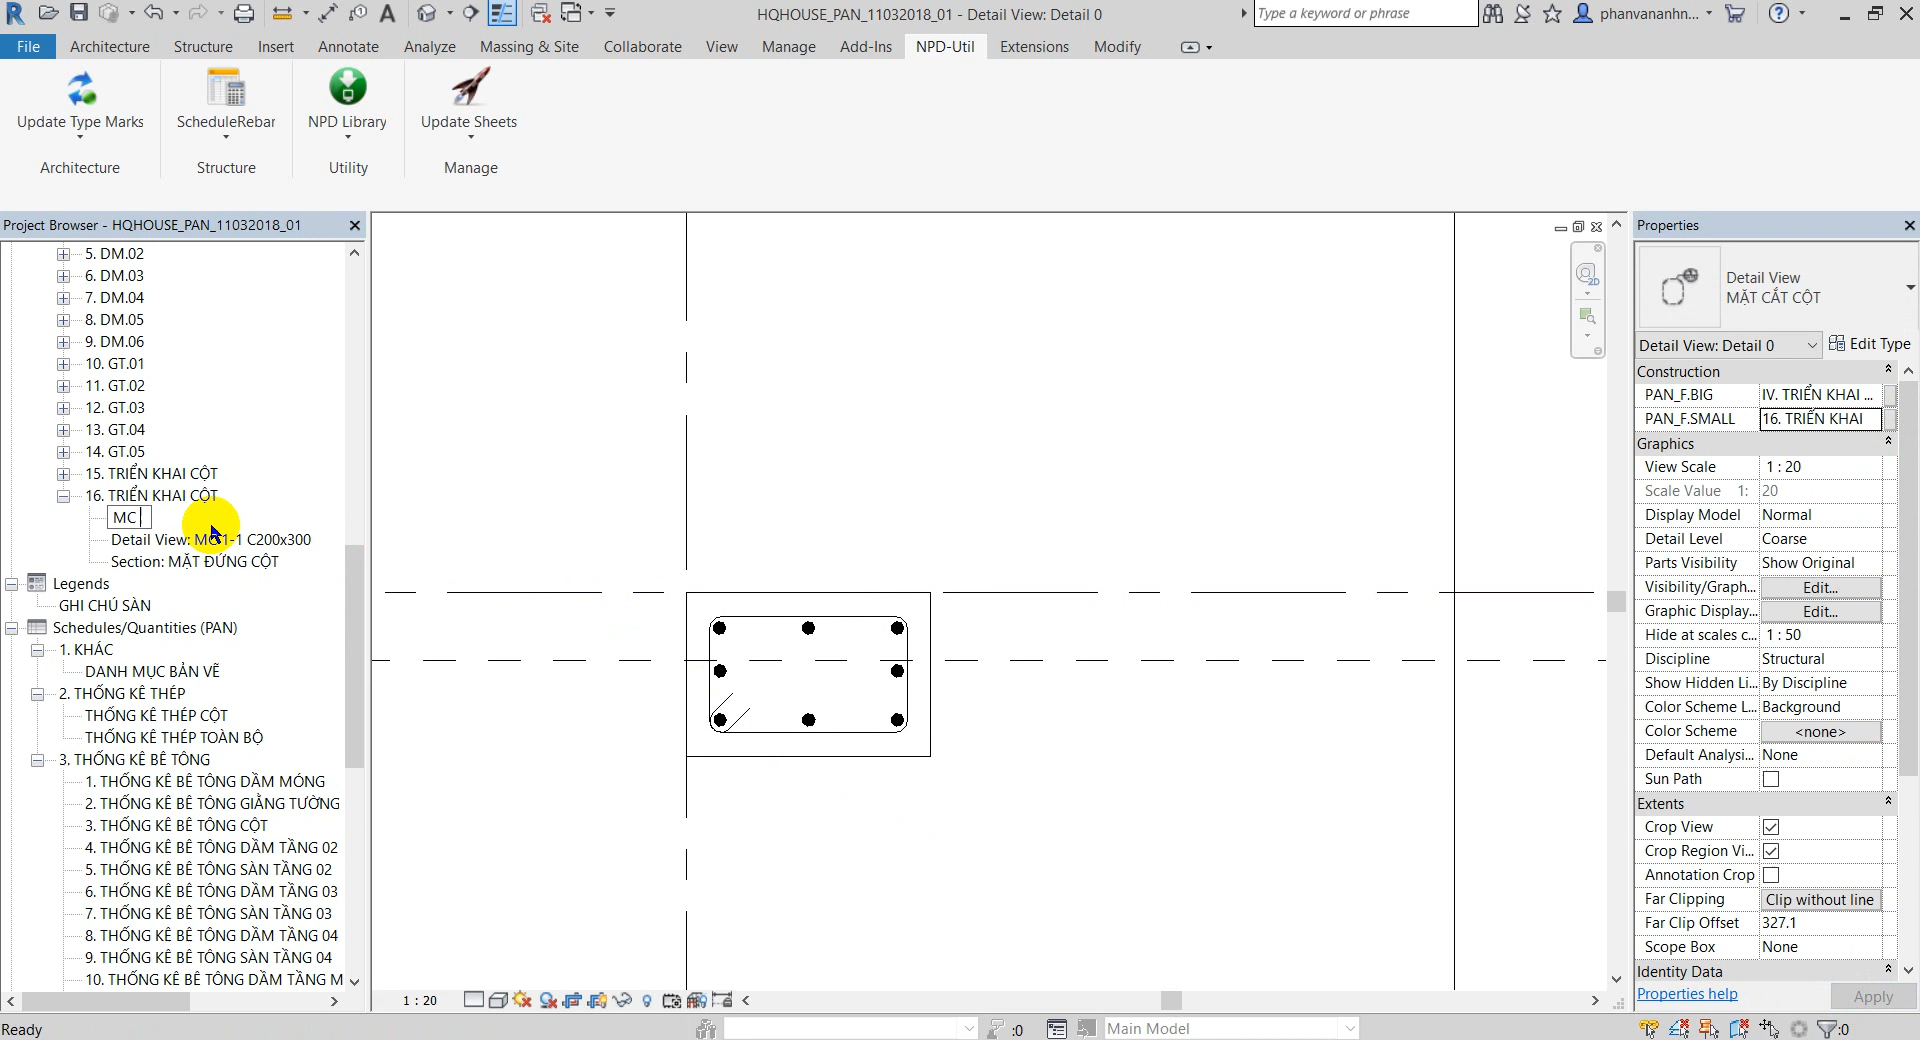 HQHOUSE_PAN_11032018_01 - Detail View: Detail 0
Type a keyword or phrase
phanvananhn...
File Architecture Structure Insert Annotate Analyze Massing & Site Collaborate View Manage Add-Ins NPD-Util Extensions Modify
Update Type Marks ScheduleRebar NPD Library Update Sheets
Architecture Structure Utility Manage
Project Browser - HQHOUSE_PAN_11032018_01
5. DM.02
6. DM.03
7. DM.04
8. DM.05
9. DM.06
10. GT.01
11. GT.02
12. GT.03
13. GT.04
14. GT.05
15. TRIỂN KHAI CỘT
16. TRIỂN KHAI CỘT
MC
Detail View: MC 1-1 C200x300
Section: MẶT ĐỨNG CỘT
Legends
GHI CHÚ SÀN
Schedules/Quantities (PAN)
1. KHÁC
DANH MỤC BẢN VẼ
2. THỐNG KÊ THÉP
THỐNG KÊ THÉP CỘT
THỐNG KÊ THÉP TOÀN BỘ
3. THỐNG KÊ BÊ TÔNG
1. THỐNG KÊ BÊ TÔNG DẦM MÓNG
2. THỐNG KÊ BÊ TÔNG GIẰNG TƯỜNG
3. THỐNG KÊ BÊ TÔNG CỘT
4. THỐNG KÊ BÊ TÔNG DẦM TẦNG 02
5. THỐNG KÊ BÊ TÔNG SÀN TẦNG 02
6. THỐNG KÊ BÊ TÔNG DẦM TẦNG 03
7. THỐNG KÊ BÊ TÔNG SÀN TẦNG 03
8. THỐNG KÊ BÊ TÔNG DẦM TẦNG 04
9. THỐNG KÊ BÊ TÔNG SÀN TẦNG 04
10. THỐNG KÊ BÊ TÔNG DẦM TẦNG M
2D
1 : 20
Properties
Detail View
MẶT CẮT CỘT
Detail View: Detail 0 Edit Type
Construction
PAN_F.BIG IV. TRIỂN KHAI ...
PAN_F.SMALL 16. TRIỂN KHAI
Graphics
View Scale 1 : 20
Scale Value 1: 20
Display Model Normal
Detail Level Coarse
Parts Visibility Show Original
Visibility/Graph... Edit...
Graphic Display... Edit...
Hide at scales c... 1 : 50
Discipline Structural
Show Hidden Li... By Discipline
Color Scheme L... Background
Color Scheme <none>
Default Analysi... None
Sun Path
Extents
Crop View
Crop Region Vi...
Annotation Crop
Far Clipping Clip without line
Far Clip Offset 327.1
Scope Box None
Identity Data
Properties help Apply
Ready :0 Main Model :0